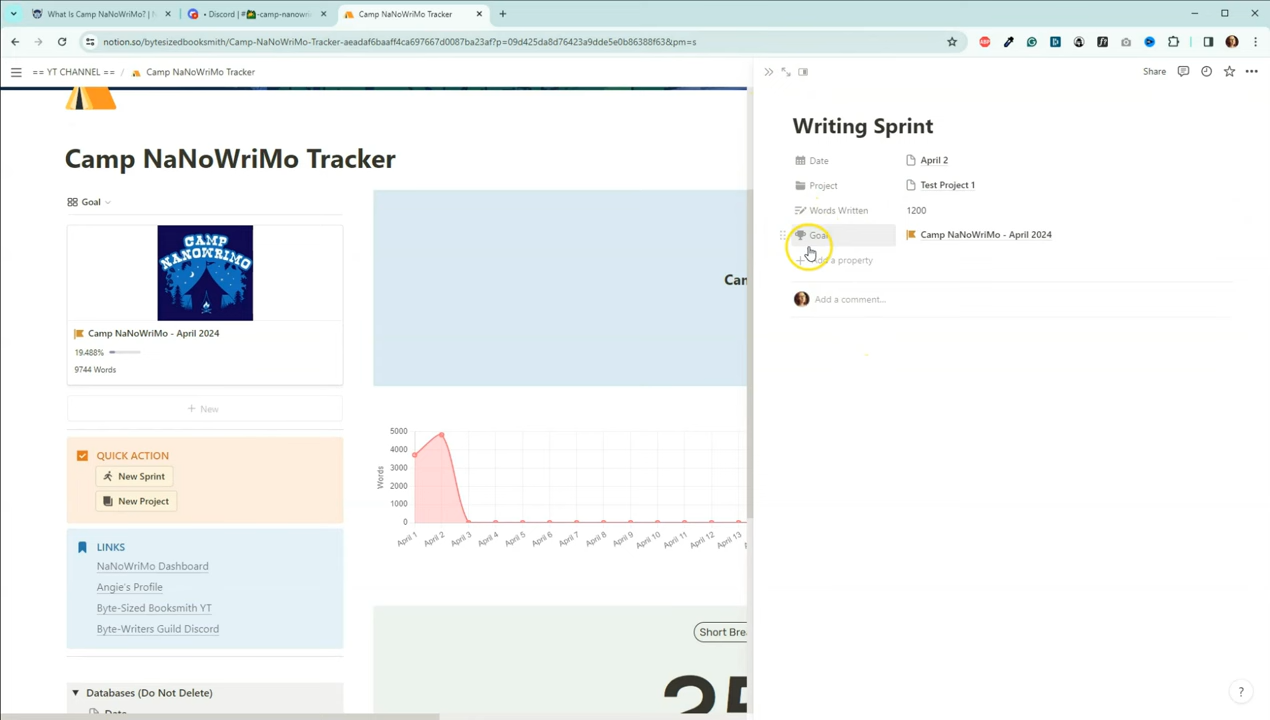 What Is Camp NaNoWriMo? | N
• Discord | #🏕-camp-nanowri
Camp NaNoWriMo Tracker
notion.so/bytesizedbooksmith/Camp-NaNoWriMo-Tracker-aeadaf6baaff4ca697667d0087ba23af?p=09d425da8d76423a9dde5e0b86388f63&pm=s
ABP
== YT CHANNEL == / Camp NaNoWriMo Tracker
Share
Camp NaNoWriMo Tracker
Goal
CAMP
NANOWRIMO
Camp NaNoWriMo - April 2024
19.488%
9744 Words
+ New
QUICK ACTION
New Sprint
New Project
LINKS
NaNoWriMo Dashboard
Angie's Profile
Byte-Sized Booksmith YT
Byte-Writers Guild Discord
Databases (Do Not Delete)
Date
Cam
Words
5000
4000
3000
2000
1000
0
April 1
April 2
April 3
April 4
April 5
April 6
April 7
April 8
April 9
April 10
April 11
April 12
April 13
Short Brea
25
Writing Sprint
Date April 2
Project Test Project 1
Words Written 1200
Goal Camp NaNoWriMo - April 2024
+ Add a property
Add a comment...
?